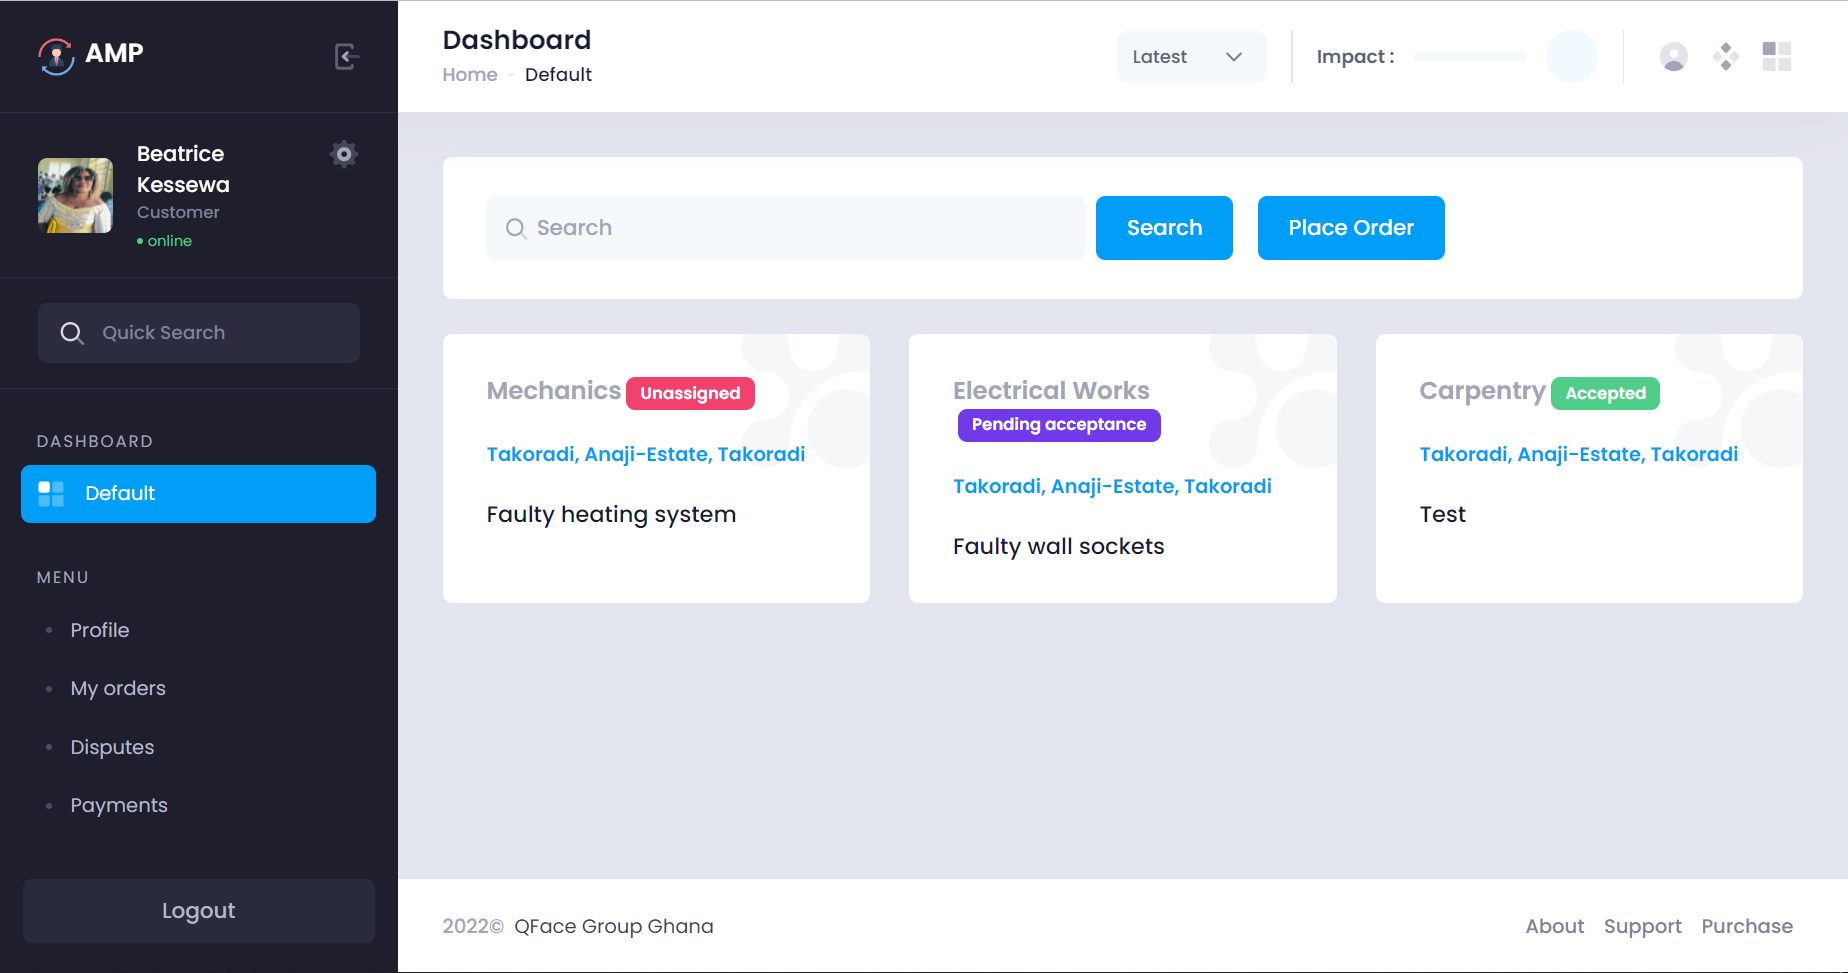 AMP
Beatrice
Kessewa
Customer
online
Quick Search
DASHBOARD
Default
MENU
Profile
My orders
Disputes
Payments
Logout
Dashboard
Home - Default
Latest
Impact :
Search
Search
Place Order
Mechanics Unassigned
Takoradi, Anaji-Estate, Takoradi
Faulty heating system
Electrical Works
Pending acceptance
Takoradi, Anaji-Estate, Takoradi
Faulty wall sockets
Carpentry Accepted
Takoradi, Anaji-Estate, Takoradi
Test
2022© QFace Group Ghana
About Support Purchase